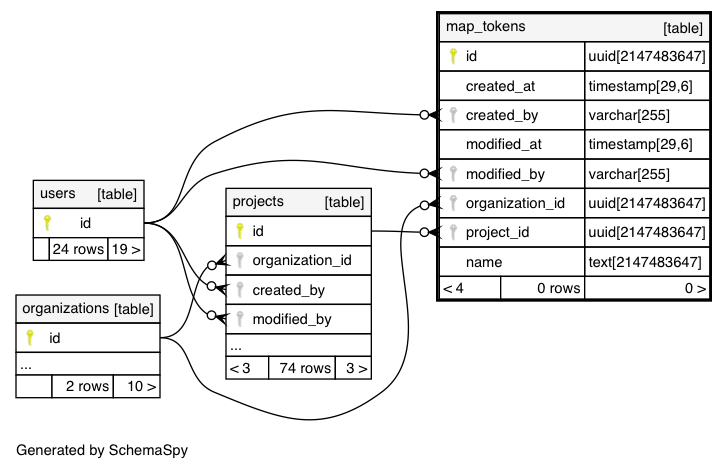 map_tokens [table]
id uuid[2147483647]
created_at timestamp[29,6]
created_by varchar[255]
modified_at timestamp[29,6]
modified_by varchar[255]
organization_id uuid[2147483647]
project_id uuid[2147483647]
name text[2147483647]
< 4 0 rows 0 >
users [table]
id
24 rows 19 >
projects [table]
id
organization_id
created_by
modified_by
...
< 3 74 rows 3 >
organizations [table]
id
...
2 rows 10 >
Generated by SchemaSpy